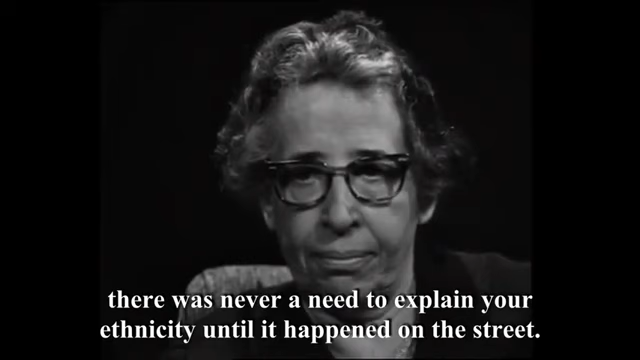 there was never a need to explain your
ethnicity until it happened on the street.